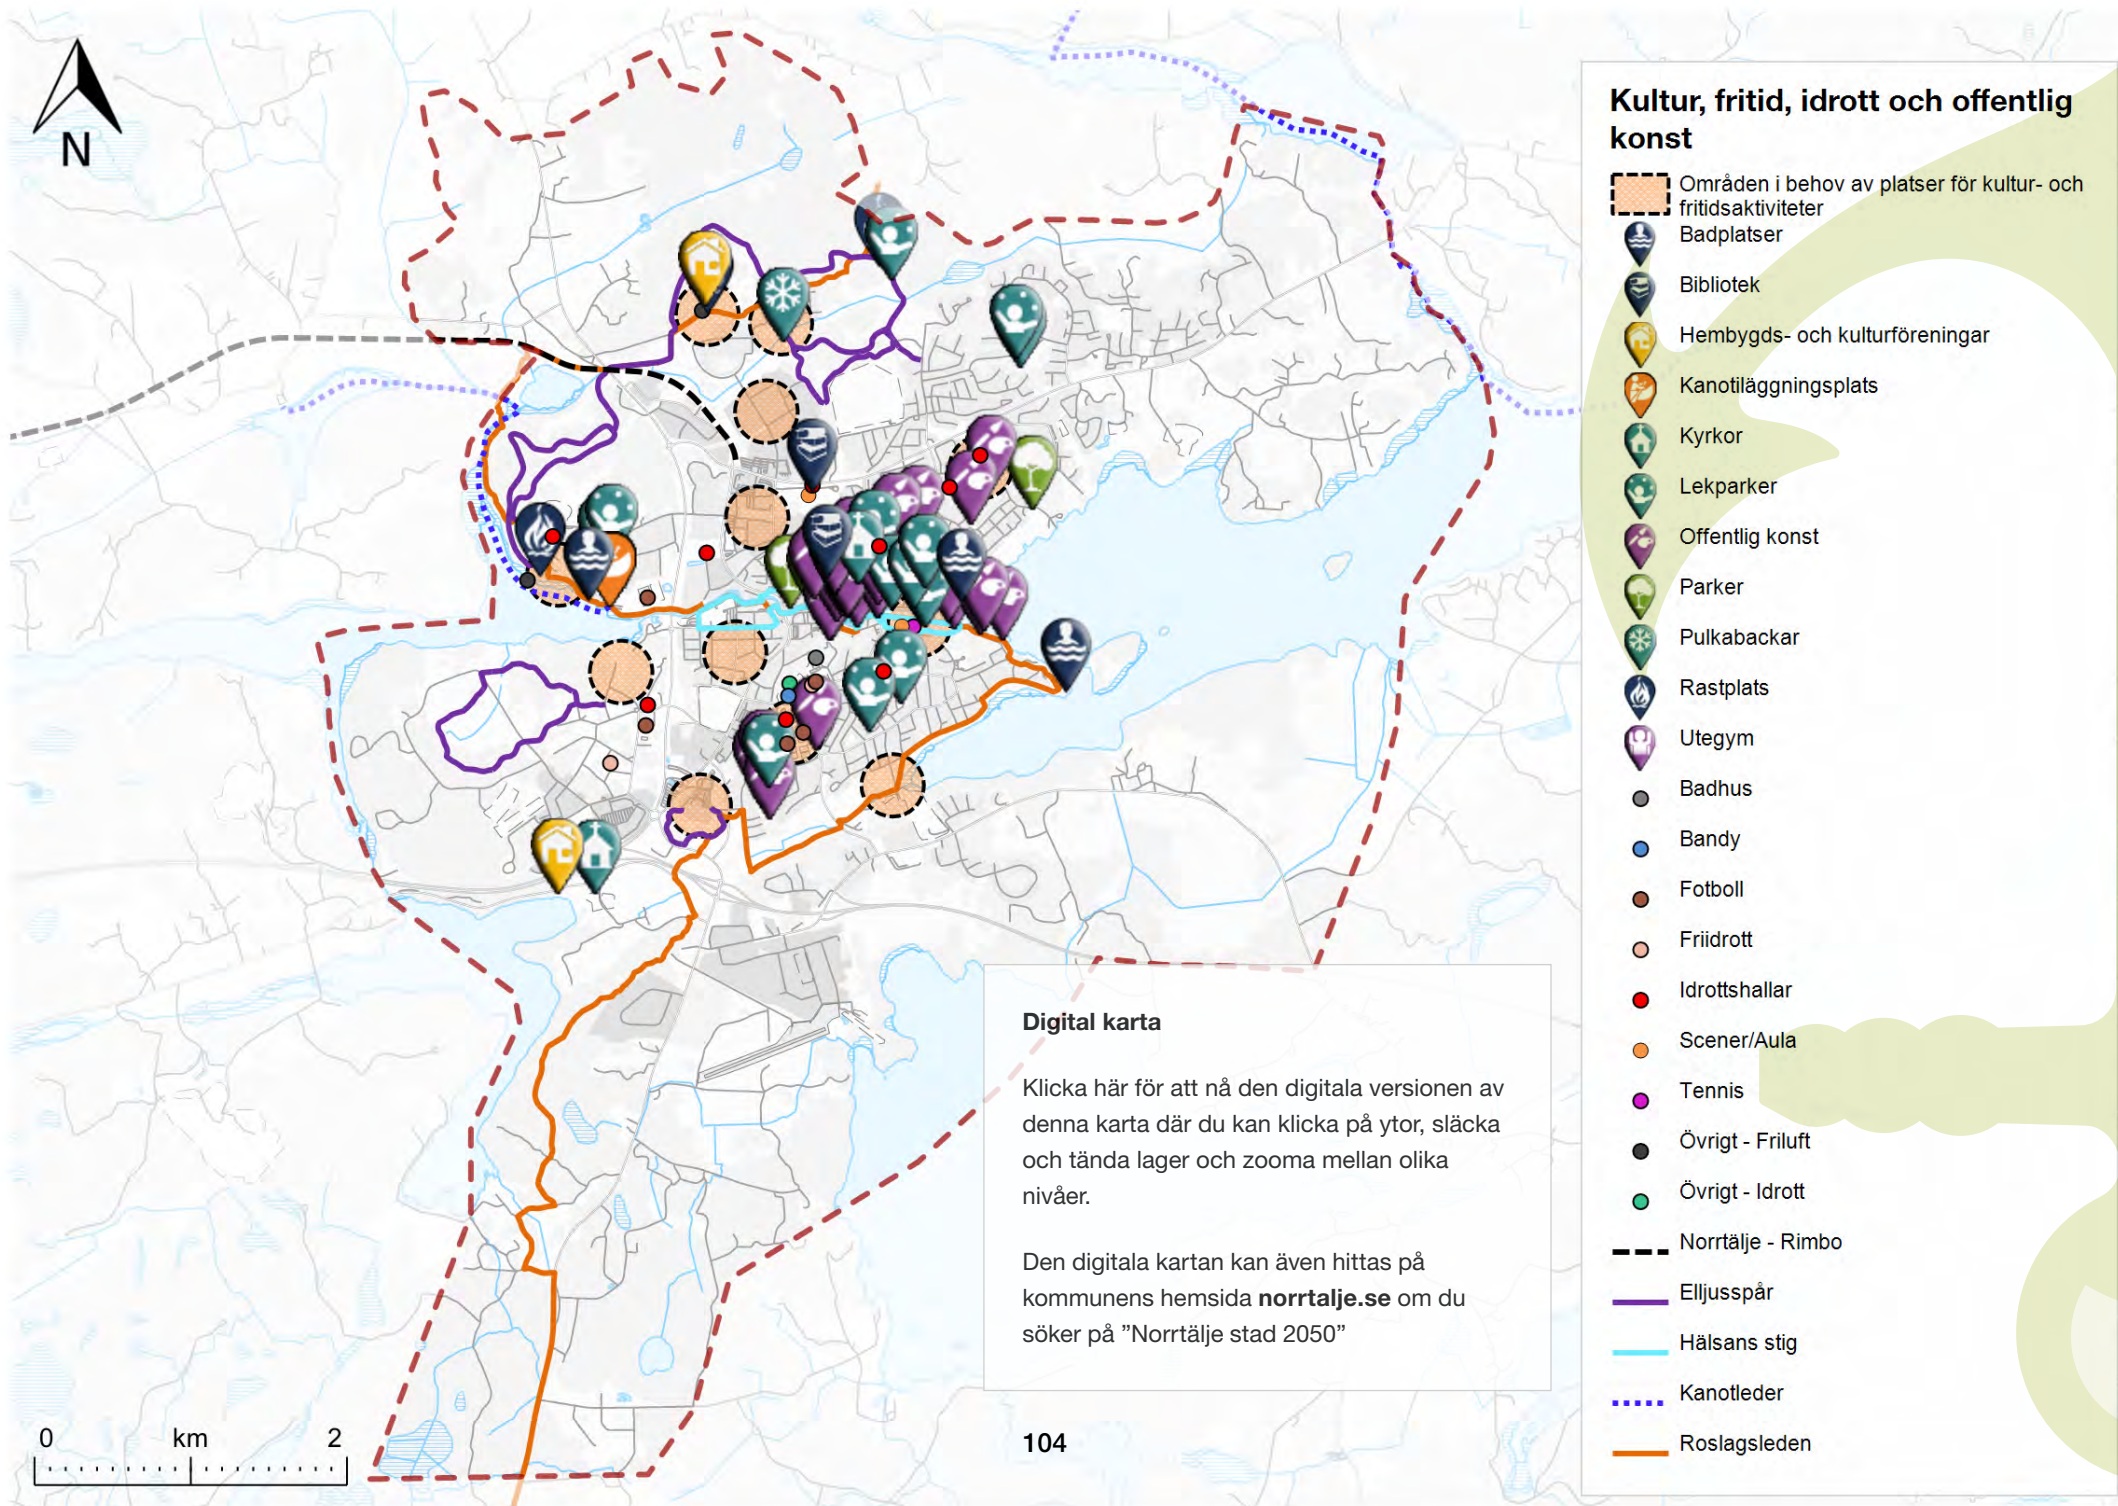 N
Kultur, fritid, idrott och offentlig
konst
Områden i behov av platser för kultur- och
fritidsaktiviteter
Badplatser
Bibliotek
Hembygds- och kulturföreningar
Kanotiläggningsplats
Kyrkor
Lekparker
Offentlig konst
Parker
Pulkabackar
Rastplats
Utegym
Badhus
Bandy
Fotboll
Friidrott
Idrottshallar
Scener/Aula
Tennis
Övrigt - Friluft
Övrigt - Idrott
Norrtälje - Rimbo
Elljusspår
Hälsans stig
Kanotleder
Roslagsleden
Digital karta
Klicka här för att nå den digitala versionen av
denna karta där du kan klicka på ytor, släcka
och tända lager och zooma mellan olika
nivåer.
Den digitala kartan kan även hittas på
kommunens hemsida norrtalje.se om du
söker på ”Norrtälje stad 2050”
0 km 2
104